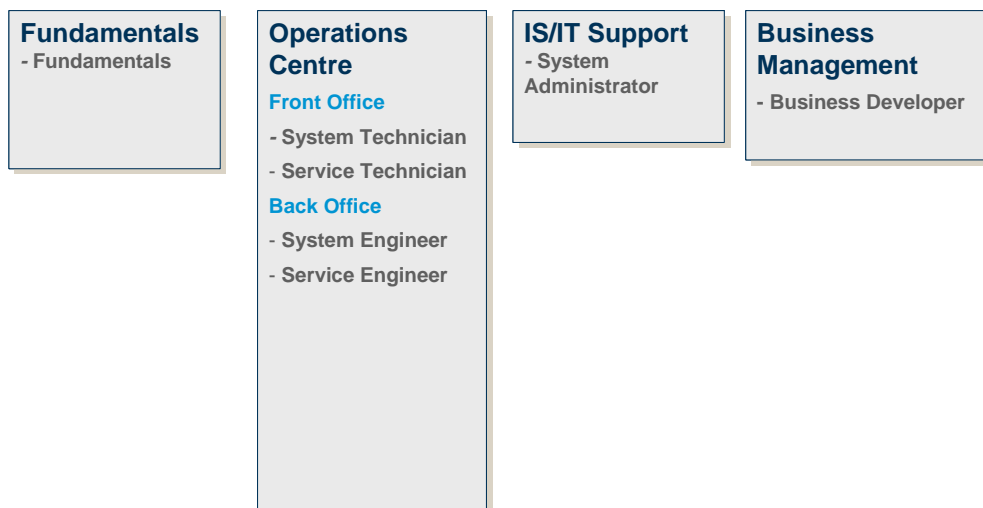 Fundamentals
- Fundamentals
Operations
Centre
Front Office
- System Technician
- Service Technician
Back Office
- System Engineer
- Service Engineer
IS/IT Support
- System
Administrator
Business
Management
- Business Developer